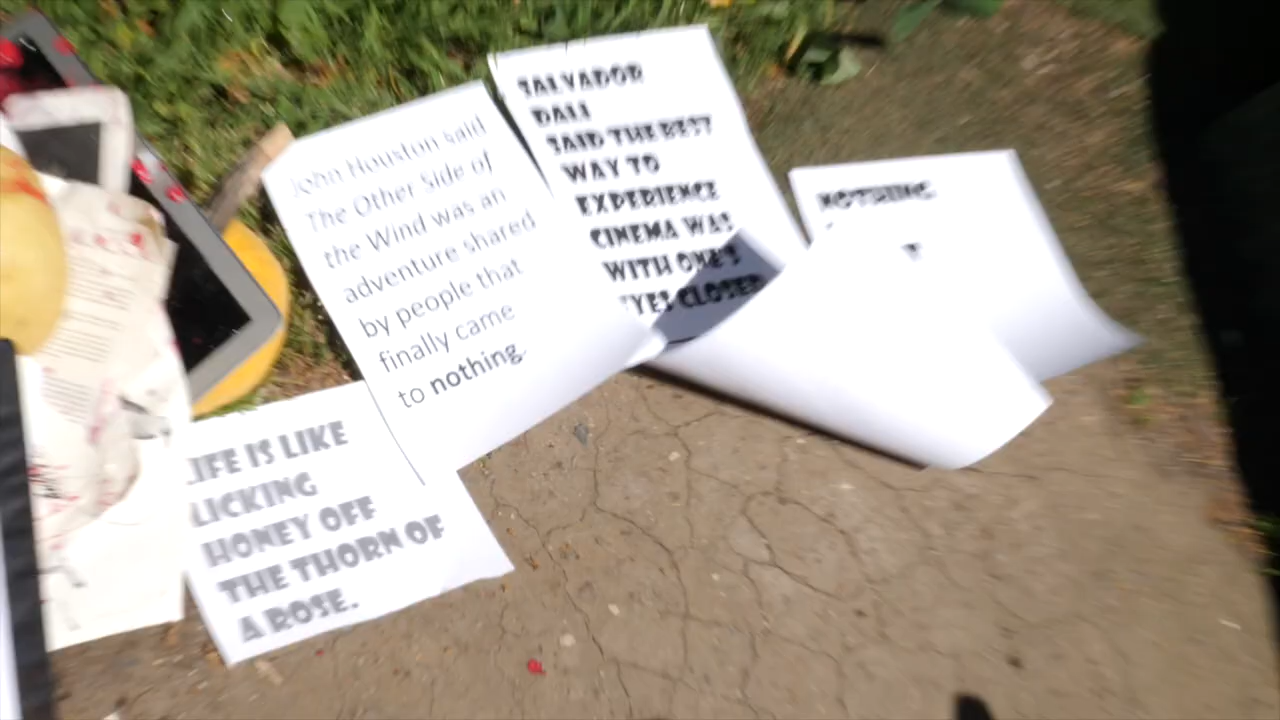 John Houston said
The Other Side of
the Wind was an
adventure shared
by people that
finally came
to nothing.
SALVADOR
DALI
SAID THE BEST
WAY TO
EXPERIENCE
CINEMA WAS
WITH ONE'S
EYES CLOSED
NOTHING
LIFE IS LIKE
LICKING
HONEY OFF
THE THORN OF
A ROSE.